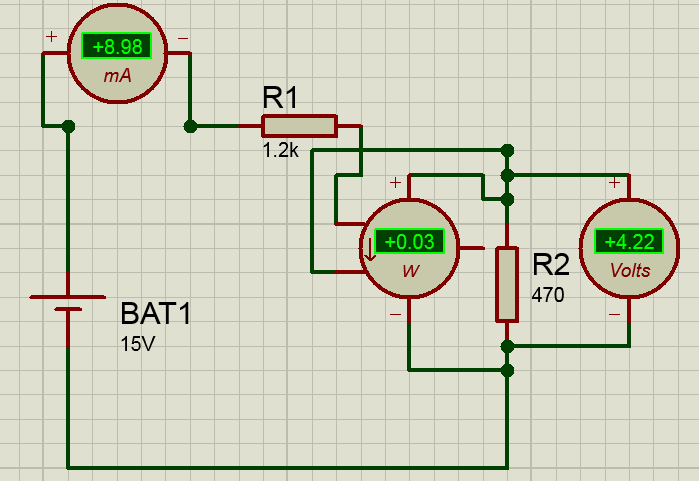 + −
+8.98
mA
R1
1.2k
+
+0.03
W
−
+
+4.22
Volts
−
R2
470
BAT1
15V